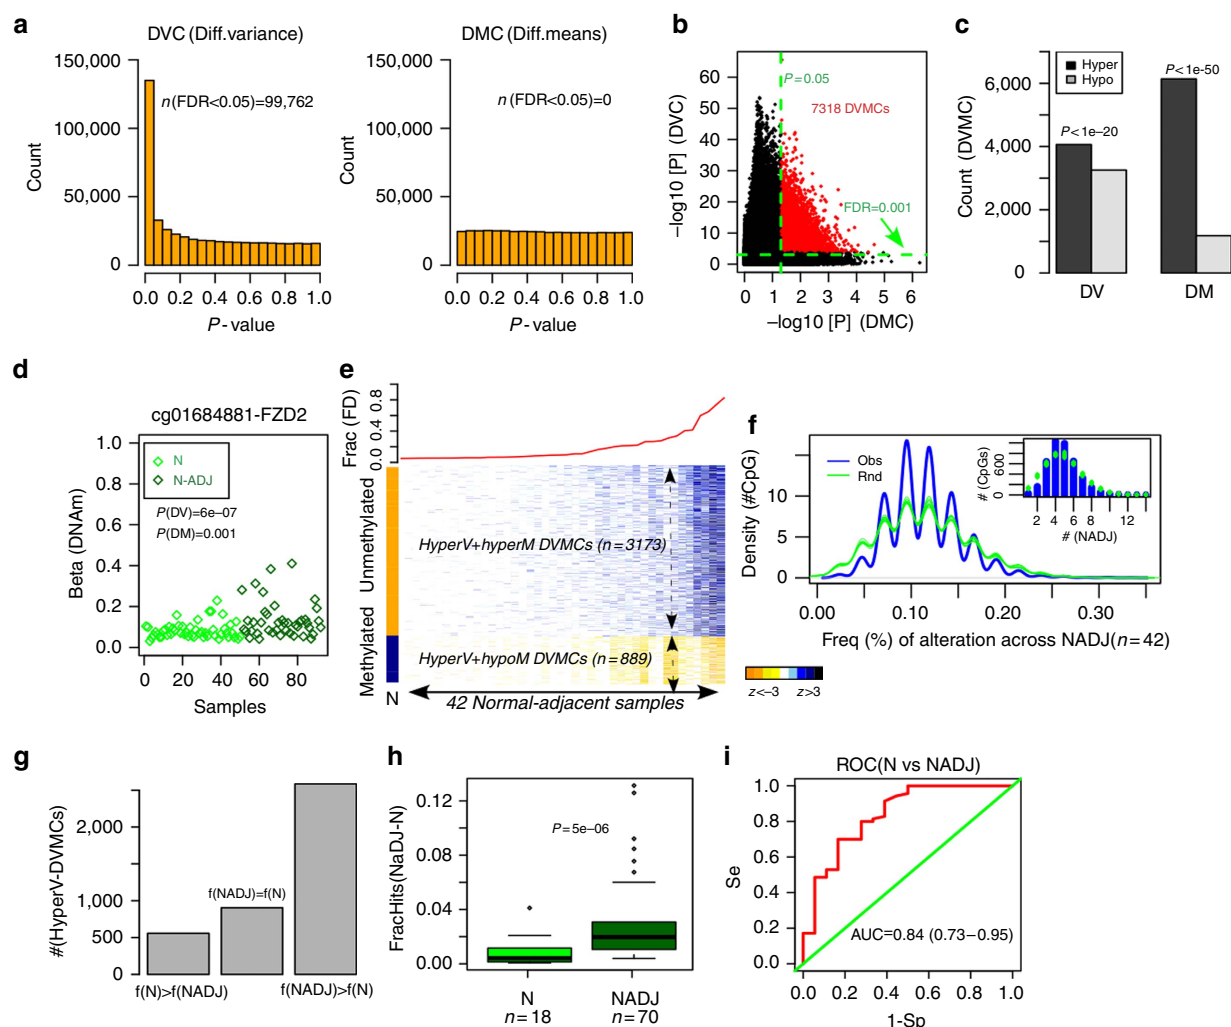 a
DVC (Diff.variance)
150,000
100,000
50,000
0
Count
n(FDR<0.05)=99,762
0.0 0.2 0.4 0.6 0.8 1.0
P-value
DMC (Diff.means)
150,000
100,000
50,000
0
Count
n(FDR<0.05)=0
0.0 0.2 0.4 0.6 0.8 1.0
P-value
b
60
50
40
30
20
10
0
–log10 [P] (DVC)
P=0.05
7318 DVMCs
FDR=0.001
0 1 2 3 4 5 6
–log10 [P] (DMC)
c
6,000
4,000
2,000
0
Count (DVMC)
Hyper
Hypo
P<1e-50
P<1e–20
DV DM
d
cg01684881-FZD2
1.0
0.8
0.6
0.4
0.2
0.0
Beta (DNAm)
N
N-ADJ
P(DV)=6e–07
P(DM)=0.001
0 20 40 60 80
Samples
e
Frac (FD)
0.0 0.4 0.8
Unmethylated
Methylated
N
HyperV+hyperM DVMCs (n=3173)
HyperV+hypoM DVMCs (n=889)
42 Normal-adjacent samples
z<–3 z>3
f
Density (#CpG)
10
5
0
Obs
Rnd
# (CpGs)
0 600
2 4 6 8 12
# (NADJ)
0.00 0.10 0.20 0.30
Freq (%) of alteration across NADJ(n=42)
g
#(HyperV-DVMCs)
2,000
1,000
500
0
f(NADJ)=f(N)
f(N)>f(NADJ)
f(NADJ)>f(N)
h
FracHits(NaDJ-N)
0.12
0.08
0.04
0.00
P=5e–06
N NADJ
n=18 n=70
i
ROC(N vs NADJ)
Se
1.0
0.8
0.6
0.4
0.2
0.0
AUC=0.84 (0.73–0.95)
0.0 0.2 0.4 0.6 0.8 1.0
1-Sp